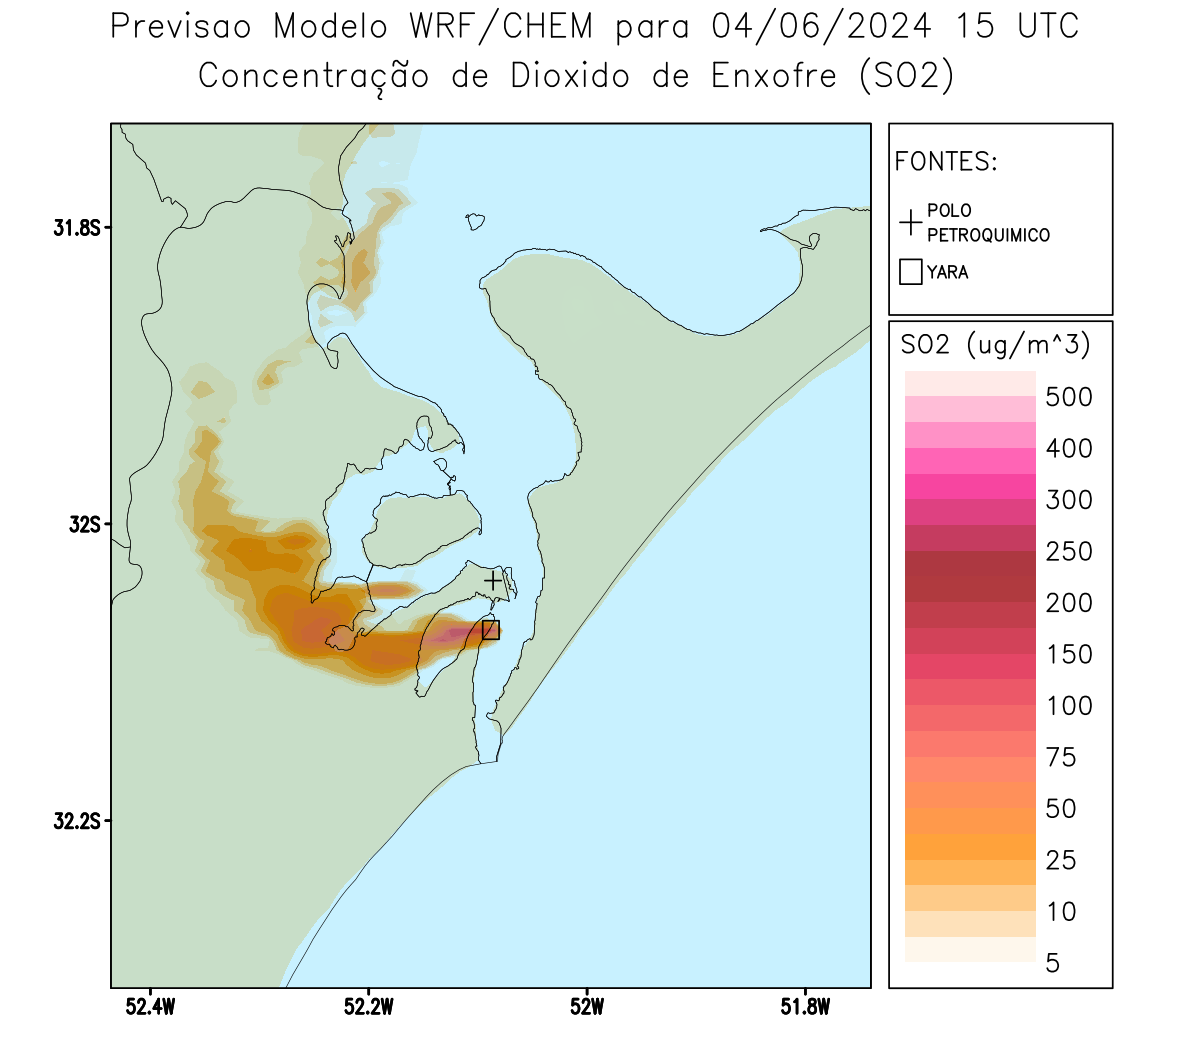 Previsao Modelo WRF/CHEM para 04/06/2024 15 UTC
Concentração de Dioxido de Enxofre (SO2)
FONTES:
POLO
PETROQUIMICO
YARA
SO2 (ug/m^3)
500
400
300
250
200
150
100
75
50
25
10
5
31.8S
32S
32.2S
52.4W
52.2W
52W
51.8W